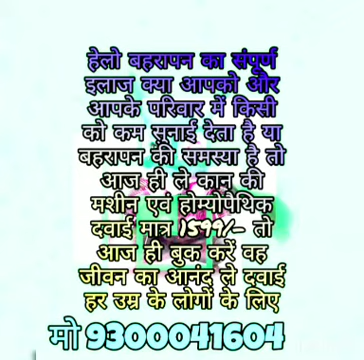 हेलो बहरापन का संपूर्ण
इलाज क्या आपको और
आपके परिवार में किसी
को कम सुनाई देता है या
बहरापन की समस्या है तो
आज ही ले कान की
मशीन एवं होम्योपैथिक
दवाई मात्र 1599/- तो
आज ही बुक करें वह
जीवन का आनंद ले दवाई
हर उम्र के लोगों के लिए
मो 9300041604